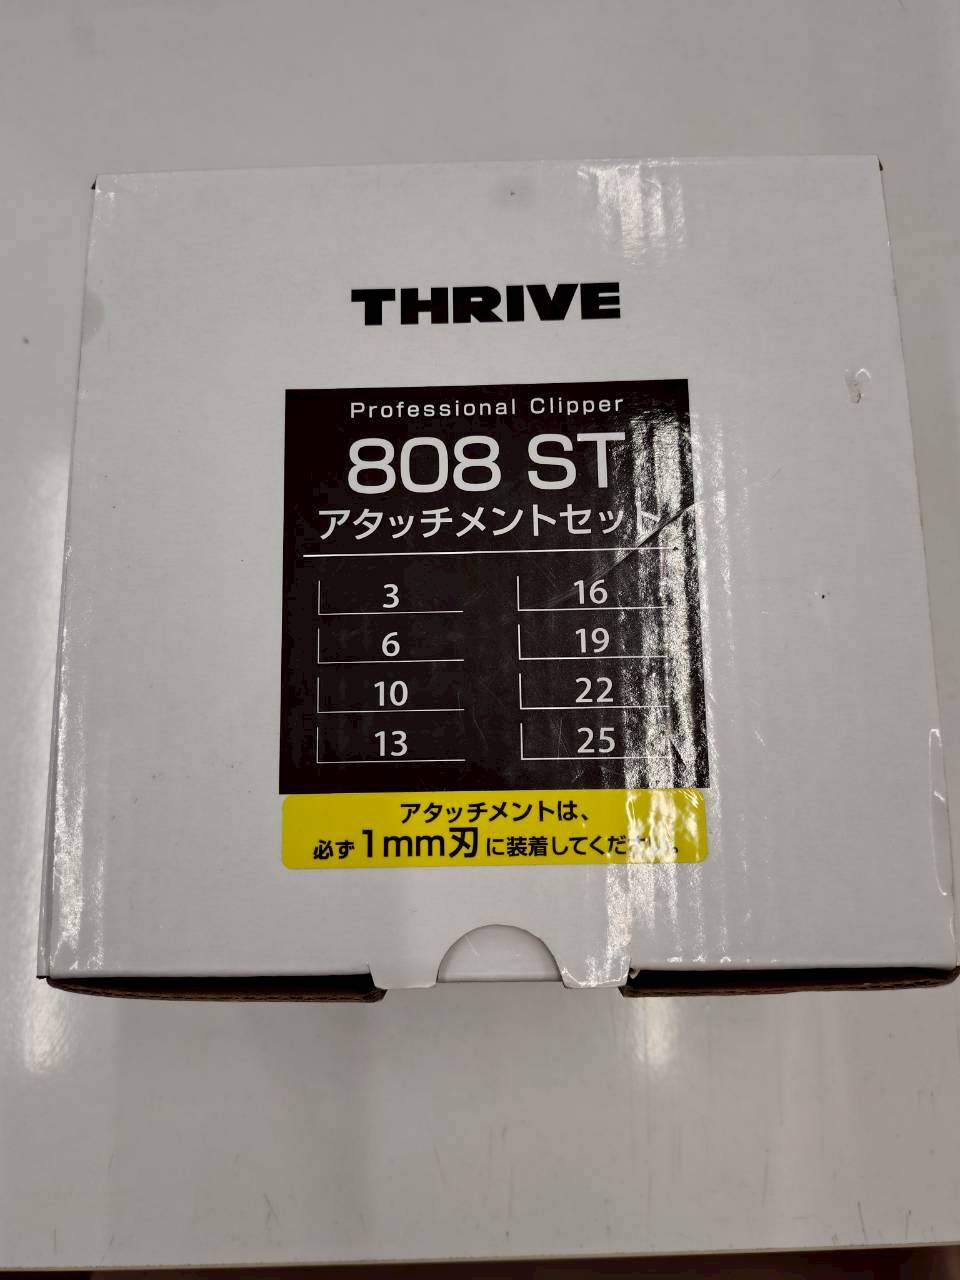 THRIVE
Professional Clipper
808 ST
アタッチメントセット
3
6
10
13
16
19
22
25
アタッチメントは、
必ず1mm刃に装着してください。